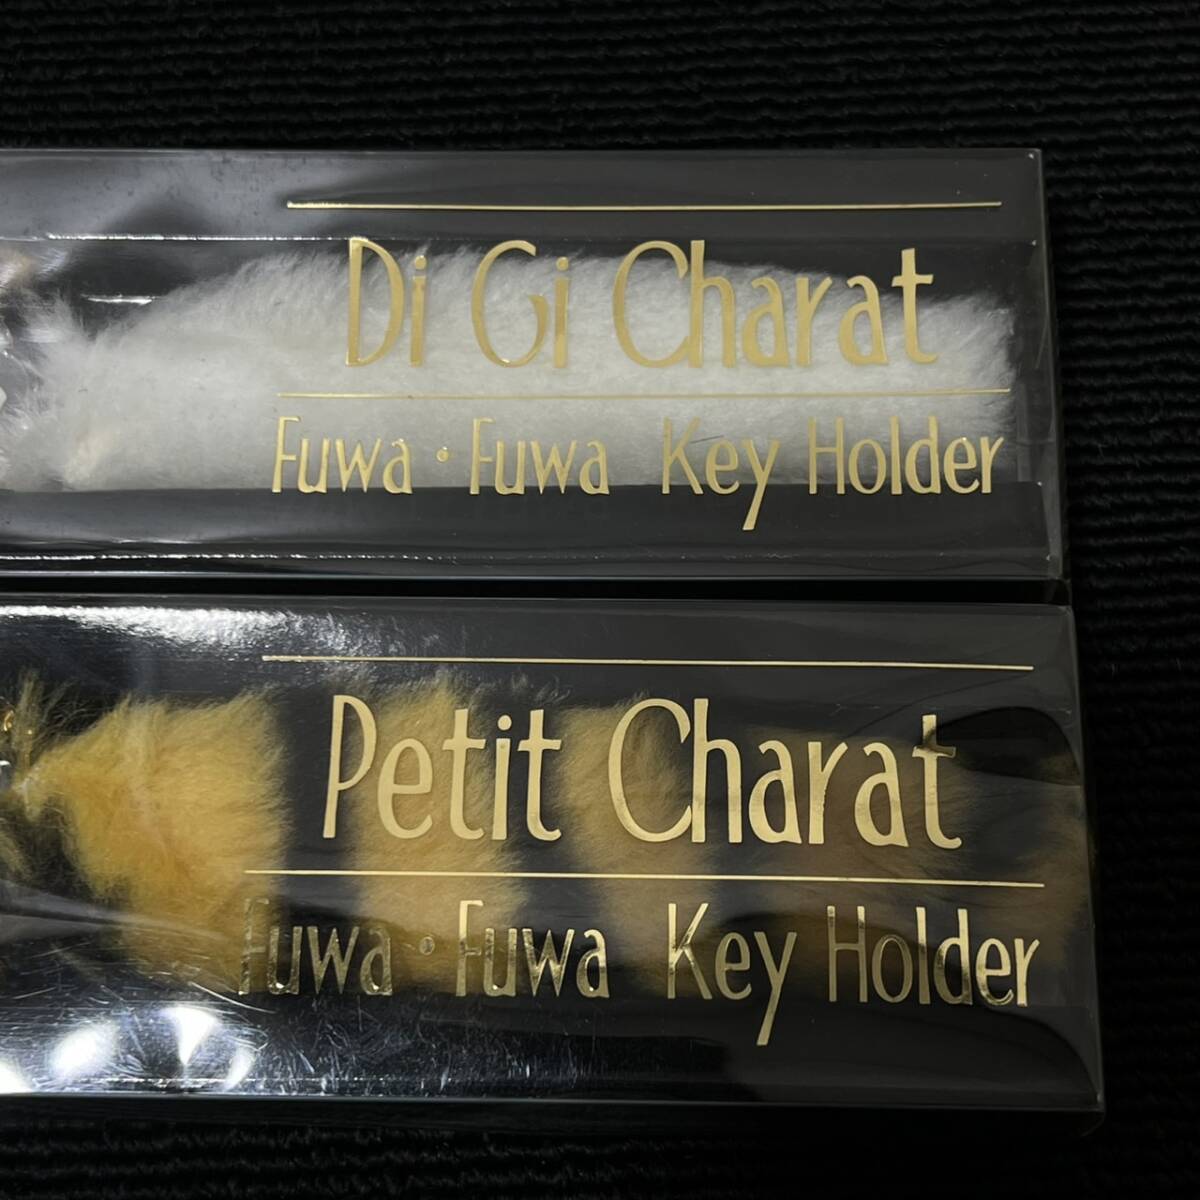 Di Gi Charat
Fuwa・Fuwa Key Holder
Petit Charat
Fuwa・Fuwa Key Holder